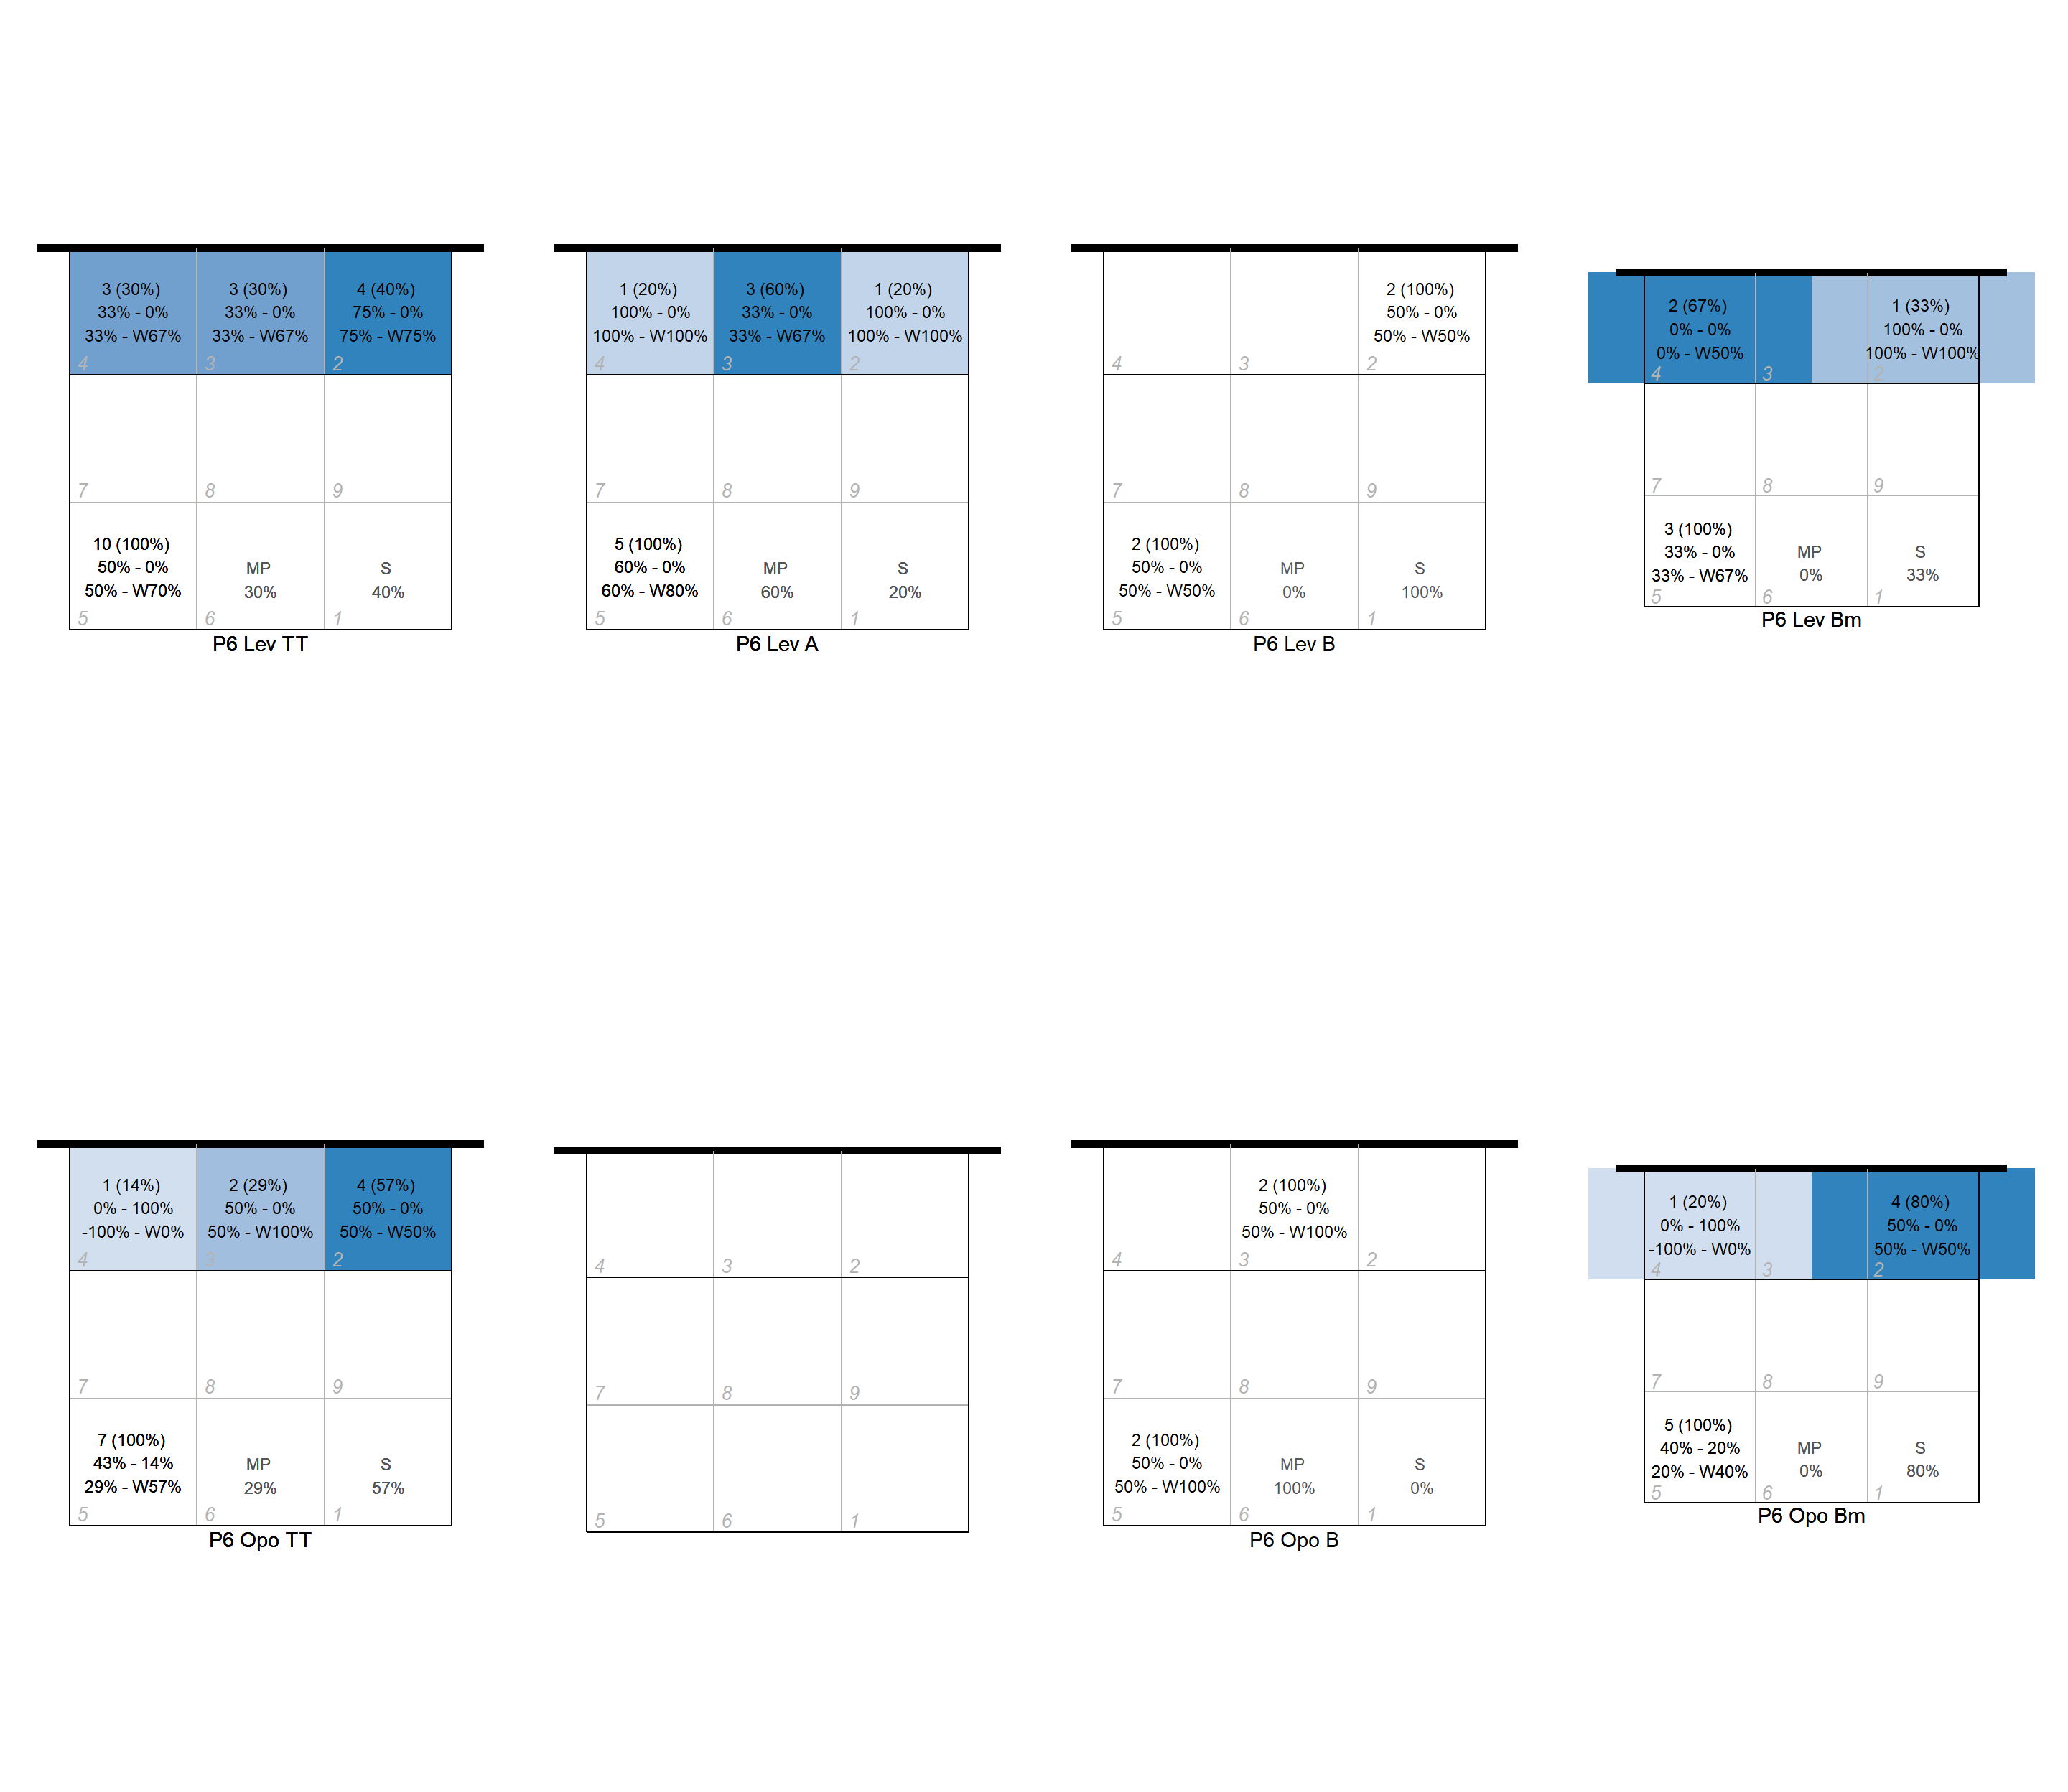 3 (30%)
33% - 0%
33% - W67%
4
3 (30%)
33% - 0%
33% - W67%
3
4 (40%)
75% - 0%
75% - W75%
2
7
8
9
10 (100%)
50% - 0%
50% - W70%
5
MP
30%
6
S
40%
1
P6 Lev TT
1 (20%)
100% - 0%
100% - W100%
4
3 (60%)
33% - 0%
33% - W67%
3
1 (20%)
100% - 0%
100% - W100%
2
7
8
9
5 (100%)
60% - 0%
60% - W80%
5
MP
60%
6
S
20%
1
P6 Lev A
4
3
2 (100%)
50% - 0%
50% - W50%
2
7
8
9
2 (100%)
50% - 0%
50% - W50%
5
MP
0%
6
S
100%
1
P6 Lev B
2 (67%)
0% - 0%
0% - W50%
4
3
1 (33%)
100% - 0%
100% - W100%
2
7
8
9
3 (100%)
33% - 0%
33% - W67%
5
MP
0%
6
S
33%
1
P6 Lev Bm
1 (14%)
0% - 100%
-100% - W0%
4
2 (29%)
50% - 0%
50% - W100%
3
4 (57%)
50% - 0%
50% - W50%
2
7
8
9
7 (100%)
43% - 14%
29% - W57%
5
MP
29%
6
S
57%
1
P6 Opo TT
4
3
2
7
8
9
5
6
1
4
2 (100%)
50% - 0%
50% - W100%
3
2
7
8
9
2 (100%)
50% - 0%
50% - W100%
5
MP
100%
6
S
0%
1
P6 Opo B
1 (20%)
0% - 100%
-100% - W0%
4
3
4 (80%)
50% - 0%
50% - W50%
2
7
8
9
5 (100%)
40% - 20%
20% - W40%
5
MP
0%
6
S
80%
1
P6 Opo Bm